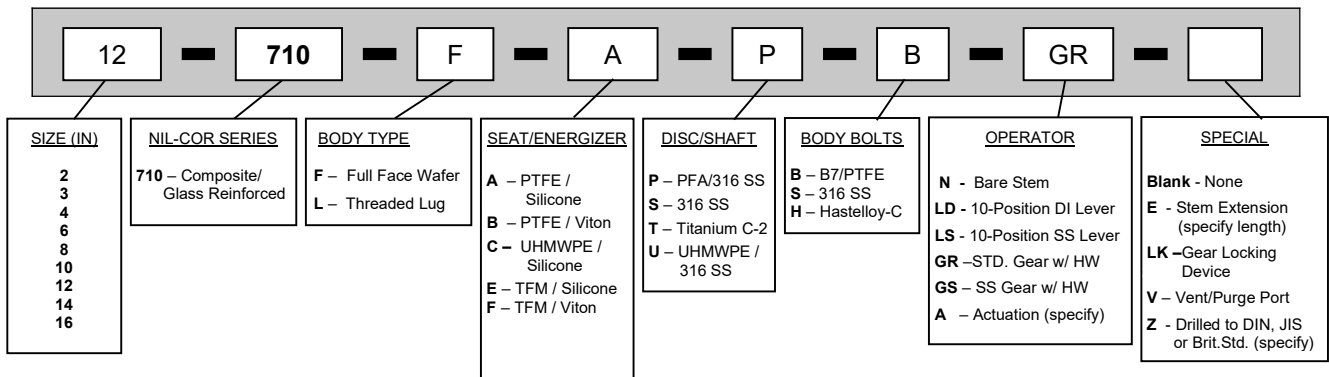 12 710 F A P B GR
SIZE (IN)
2
3
4
6
8
10
12
14
16
NIL-COR SERIES
710 – Composite/
Glass Reinforced
BODY TYPE
F – Full Face Wafer
L – Threaded Lug
SEAT/ENERGIZER
A – PTFE /
Silicone
B – PTFE / Viton
C – UHMWPE /
Silicone
E – TFM / Silicone
F – TFM / Viton
DISC/SHAFT
P – PFA/316 SS
S – 316 SS
T – Titanium C-2
U – UHMWPE /
316 SS
BODY BOLTS
B – B7/PTFE
S – 316 SS
H – Hastelloy-C
OPERATOR
N - Bare Stem
LD - 10-Position DI Lever
LS - 10-Position SS Lever
GR –STD. Gear w/ HW
GS – SS Gear w/ HW
A – Actuation (specify)
SPECIAL
Blank - None
E - Stem Extension
(specify length)
LK –Gear Locking
Device
V – Vent/Purge Port
Z - Drilled to DIN, JIS
or Brit.Std. (specify)